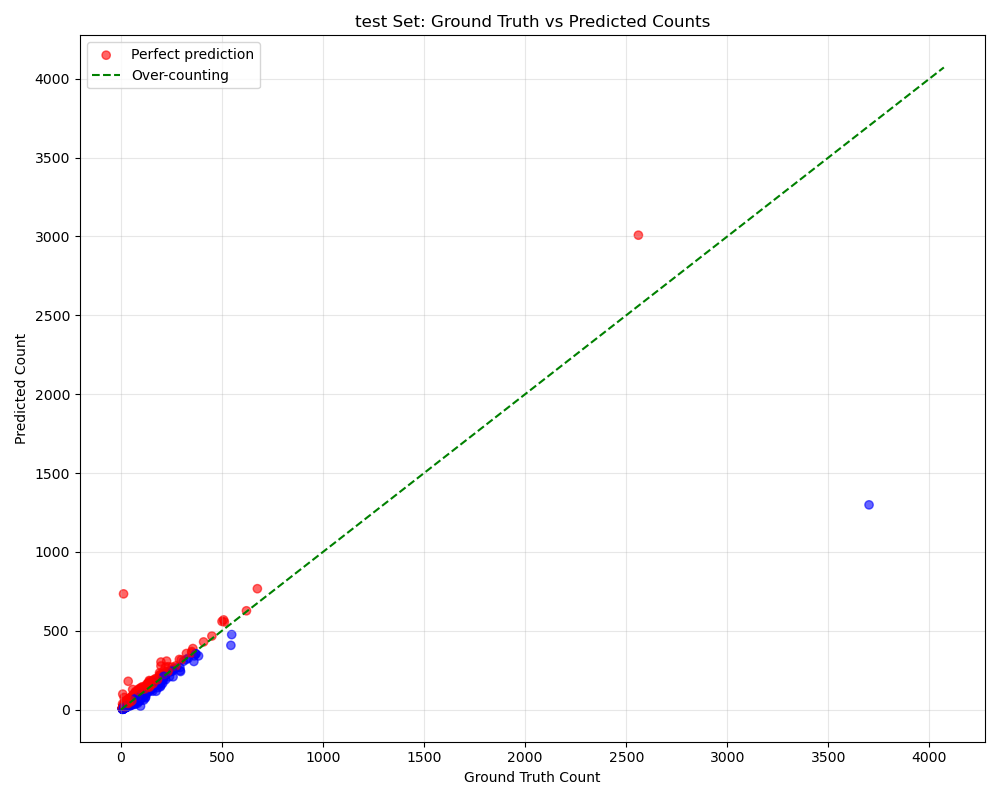 test Set: Ground Truth vs Predicted Counts
Perfect prediction
Over-counting
4000
3500
3000
2500
2000
1500
1000
500
0
Predicted Count
0 500 1000 1500 2000 2500 3000 3500 4000
Ground Truth Count